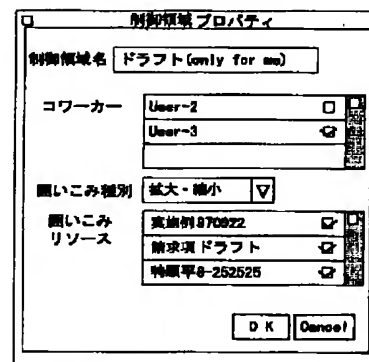 制御領域プロパティ
制御領域名 ドラフト(only for me)
コワーカー User-2
User-3
囲いこみ種別 拡大・縮小
囲いこみ
リソース
実施例970922
請求項ドラフト
特願平8-252525
OK Cancel